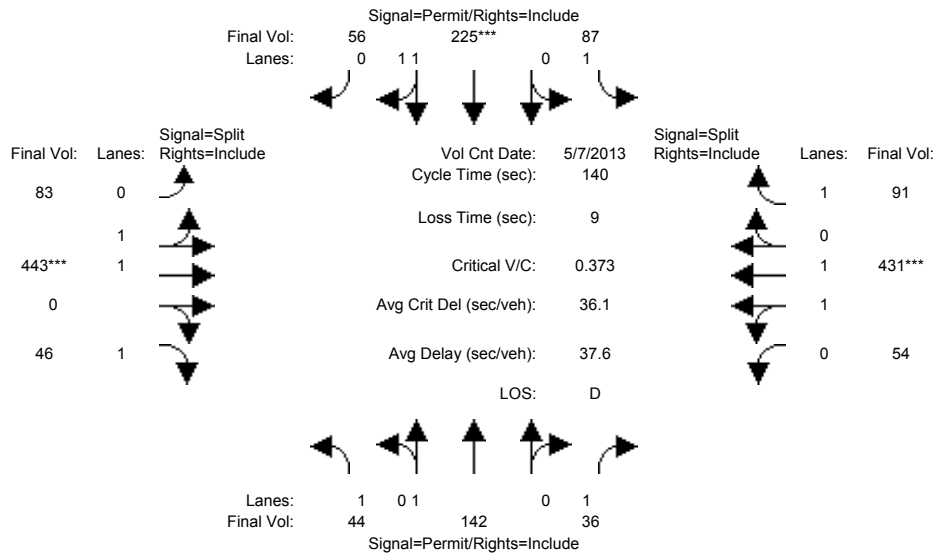 Signal=Permit/Rights=Include
Final Vol: 56 225*** 87
Lanes: 0 1 1 0 1
Signal=Split
Final Vol: Lanes: Rights=Include
Vol Cnt Date: 5/7/2013
Signal=Split
Rights=Include Lanes: Final Vol:
Cycle Time (sec): 140
83 0
1 91
Loss Time (sec): 9
1
0
443*** 1
Critical V/C: 0.373
1 431***
0
Avg Crit Del (sec/veh): 36.1
1
46 1
Avg Delay (sec/veh): 37.6
0 54
LOS: D
Lanes: 1 0 1 0 1
Final Vol: 44 142 36
Signal=Permit/Rights=Include